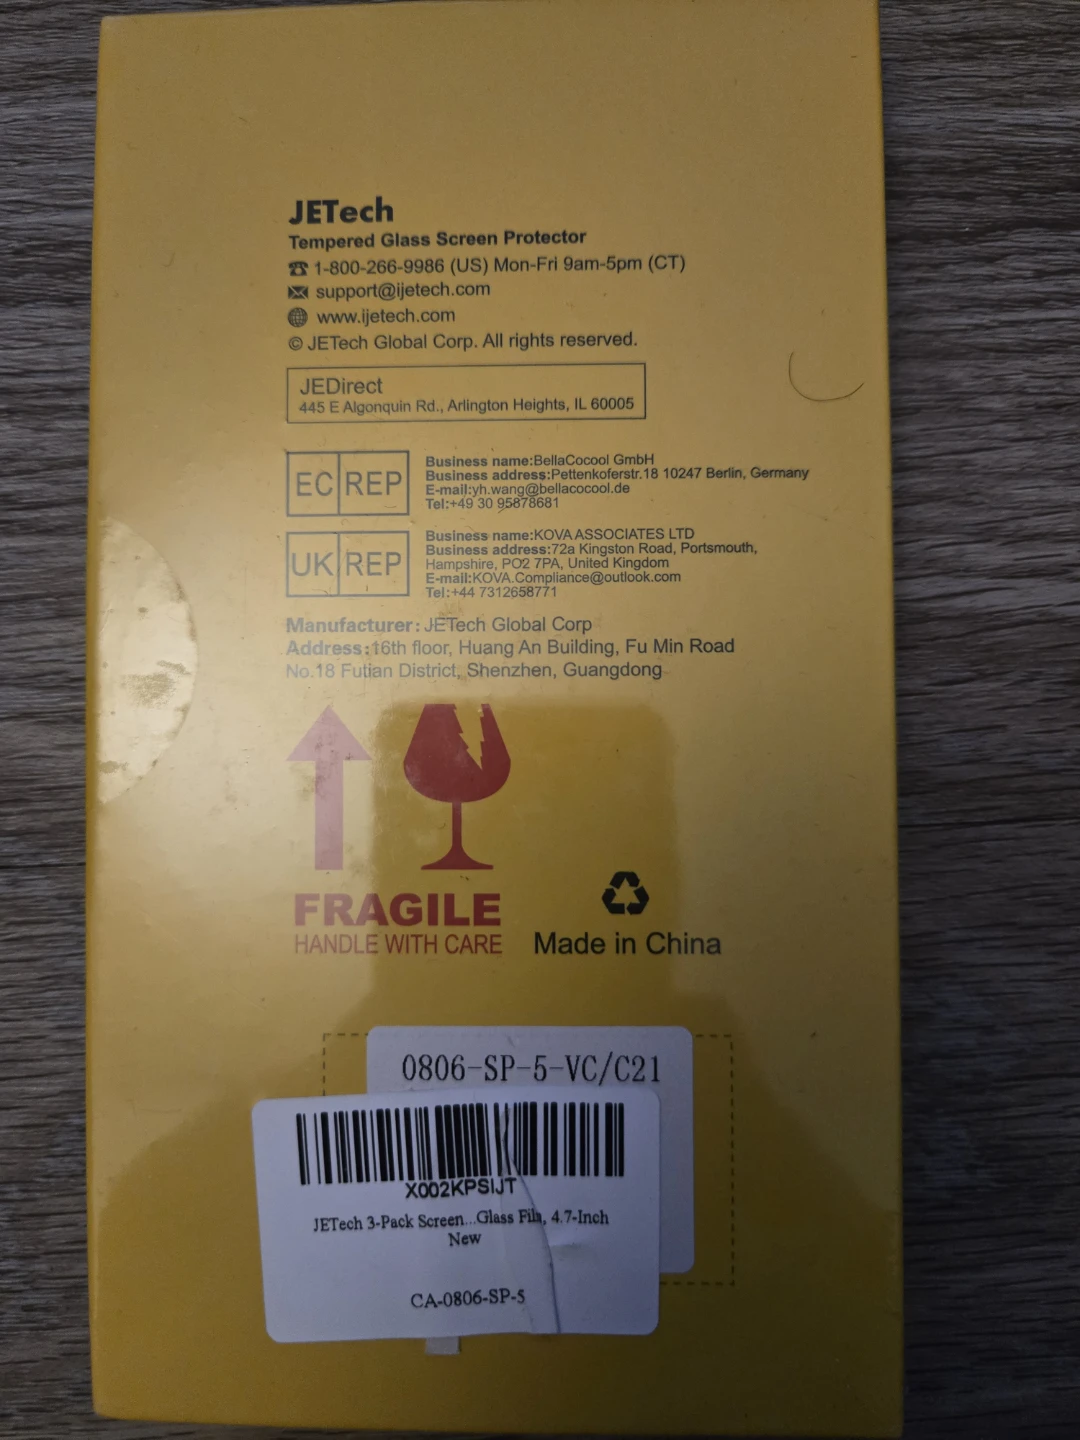 JETech
Tempered Glass Screen Protector
1-800-266-9986 (US) Mon-Fri 9am-5pm (CT)
support@ijetech.com
www.ijetech.com
© JETech Global Corp. All rights reserved.
JEDirect
445 E Algonquin Rd., Arlington Heights, IL 60005
EC REP
Business name:BellaCocool GmbH
Business address:Pettenkoferstr.18 10247 Berlin, Germany
E-mail:yh.wang@bellacocool.de
Tel:+49 30 95878681
UK REP
Business name:KOVA ASSOCIATES LTD
Business address:72a Kingston Road, Portsmouth,
Hampshire, PO2 7PA, United Kingdom
E-mail:KOVA.Compliance@outlook.com
Tel:+44 7312658771
Manufacturer: JETech Global Corp
Address:16th floor, Huang An Building, Fu Min Road
No.18 Futian District, Shenzhen, Guangdong
FRAGILE
HANDLE WITH CARE
Made in China
0806-SP-5-VC/C21
X002KPSIJT
JETech 3-Pack Screen...Glass Film, 4.7-Inch
New
CA-0806-SP-5